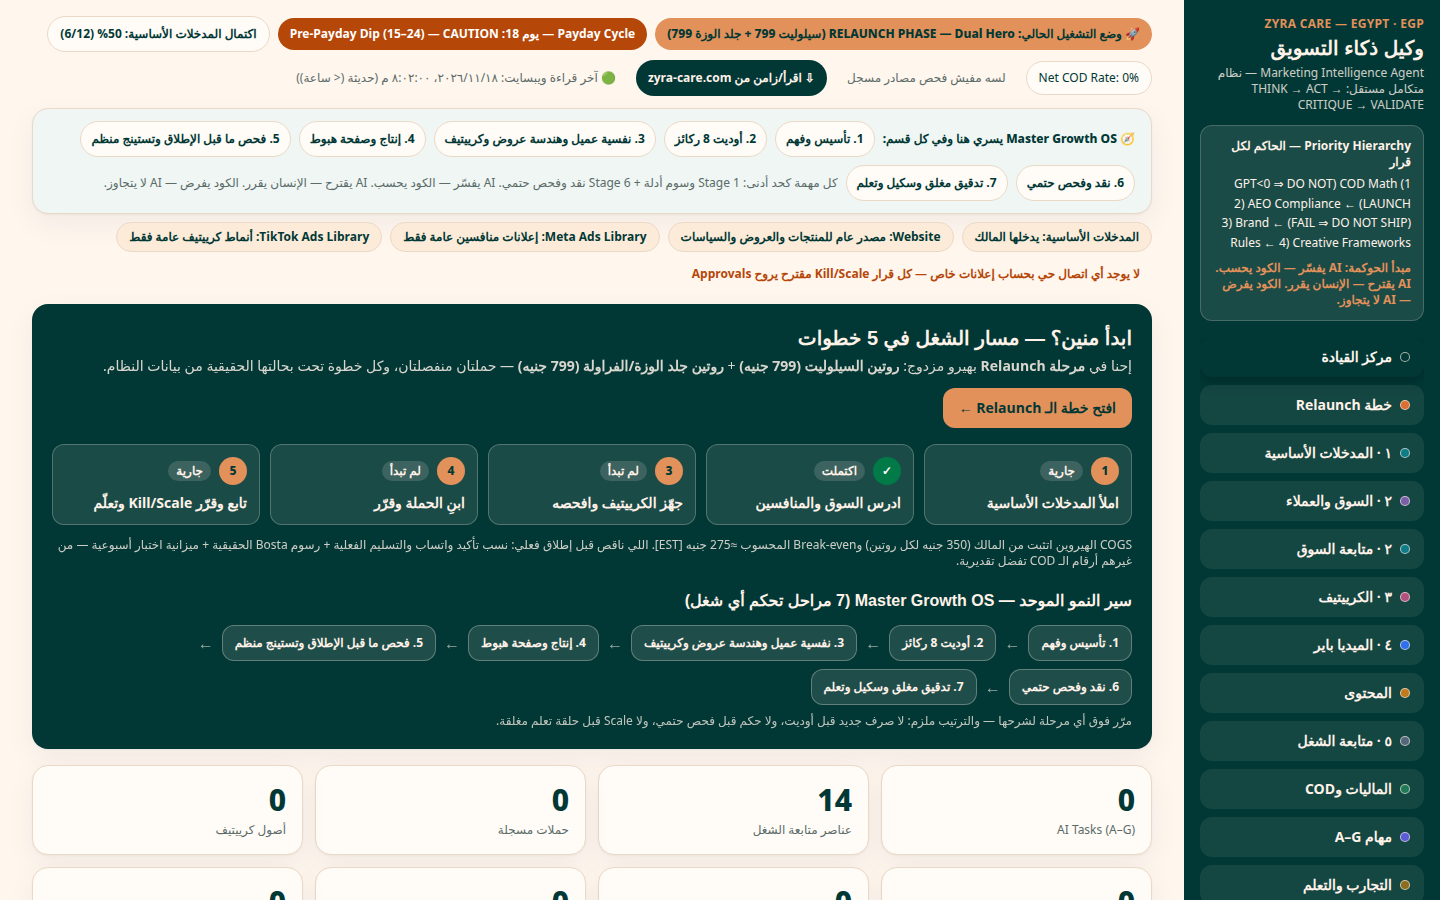 ZYRA CARE — EGYPT · EGP
وكيل ذكاء التسويق
Marketing Intelligence Agent — نظام
متكامل مستقل: THINK → ACT →
CRITIQUE → VALIDATE
Priority Hierarchy — الحاكم لكل
قرار
1) COD Math (GPT<0 ⇒ DO NOT
LAUNCH) → 2) AEO Compliance
(FAIL ⇒ DO NOT SHIP) → 3) Brand
Rules → 4) Creative Frameworks
مبدأ الحوكمة: AI يفسّر — الكود يحسب.
AI يقترح — الإنسان يقرر. الكود يفرض
— AI لا يتجاوز.
مركز القيادة
خطة Relaunch
١ · المدخلات الأساسية
٢ · السوق والعملاء
٢ · متابعة السوق
٣ · الكرييتيف
٤ · الميديا باير
المحتوى
٥ · متابعة الشغل
الماليات وCOD
مهام A–G
التجارب والتعلم
🚀 وضع التشغيل الحالي: RELAUNCH PHASE — Dual Hero (سيلوليت 799 + جلد الوزة 799)
Payday Cycle — يوم 18: Pre-Payday Dip (15–24) — CAUTION
اكتمال المدخلات الأساسية: 50% (6/12)
Net COD Rate: 0%
لسه مفيش فحص مصادر مسجل
⇩ اقرأ/زامن من zyra-care.com
🟢 آخر قراءة ويبسايت: ٢٠٢٦/١١/١٨، ٨:٠٢:٠٠ م (حديثة (< ساعة))
🧭 Master Growth OS يسري هنا وفي كل قسم:
1. تأسيس وفهم
2. أوديت 8 ركائز
3. نفسية عميل وهندسة عروض وكرييتيف
4. إنتاج وصفحة هبوط
5. فحص ما قبل الإطلاق وتستينج منظم
6. نقد وفحص حتمي
7. تدقيق مغلق وسكيل وتعلم
كل مهمة كحد أدنى: Stage 1 وسوم أدلة + Stage 6 نقد وفحص حتمي. AI يفسّر — الكود يحسب. AI يقترح — الإنسان يقرر. الكود يفرض — AI لا يتجاوز.
المدخلات الأساسية: يدخلها المالك
Website: مصدر عام للمنتجات والعروض والسياسات
Meta Ads Library: إعلانات منافسين عامة فقط
TikTok Ads Library: أنماط كرييتيف عامة فقط
لا يوجد أي اتصال حي بحساب إعلانات خاص — كل قرار Kill/Scale مقترح يروح Approvals
ابدأ منين؟ — مسار الشغل في 5 خطوات
إحنا في مرحلة Relaunch بهيرو مزدوج: روتين السيلوليت (799 جنيه) + روتين جلد الوزة/الفراولة (799 جنيه) — حملتان منفصلتان، وكل خطوة تحت بحالتها الحقيقية من بيانات النظام.
افتح خطة الـ Relaunch ←
1 جارية
املأ المدخلات الأساسية
✓ اكتملت
ادرس السوق والمنافسين
3 لم تبدأ
جهّز الكرييتيف وافحصه
4 لم تبدأ
ابنِ الحملة وقرّر
5 جارية
تابع وقرّر Kill/Scale وتعلّم
COGS الهيروين اتثبت من المالك (350 جنيه لكل روتين) وBreak-even المحسوب ≈275 جنيه [EST]. اللي ناقص قبل إطلاق فعلي: نسب تأكيد واتساب والتسليم الفعلية + رسوم Bosta الحقيقية + ميزانية اختبار أسبوعية — من
غيرهم أرقام الـ COD تفضل تقديرية.
سير النمو الموحد — Master Growth OS (7 مراحل تحكم أي شغل)
1. تأسيس وفهم ←
2. أوديت 8 ركائز ←
3. نفسية عميل وهندسة عروض وكرييتيف ←
4. إنتاج وصفحة هبوط ←
5. فحص ما قبل الإطلاق وتستينج منظم ←
6. نقد وفحص حتمي ←
7. تدقيق مغلق وسكيل وتعلم
مرّر فوق أي مرحلة لشرحها — والترتيب ملزم: لا صرف جديد قبل أوديت، ولا حكم قبل فحص حتمي، ولا Scale قبل حلقة تعلم مغلقة.
0
AI Tasks (A–G)
14
عناصر متابعة الشغل
0
حملات مسجلة
0
أصول كرييتيف
0
0
0
0